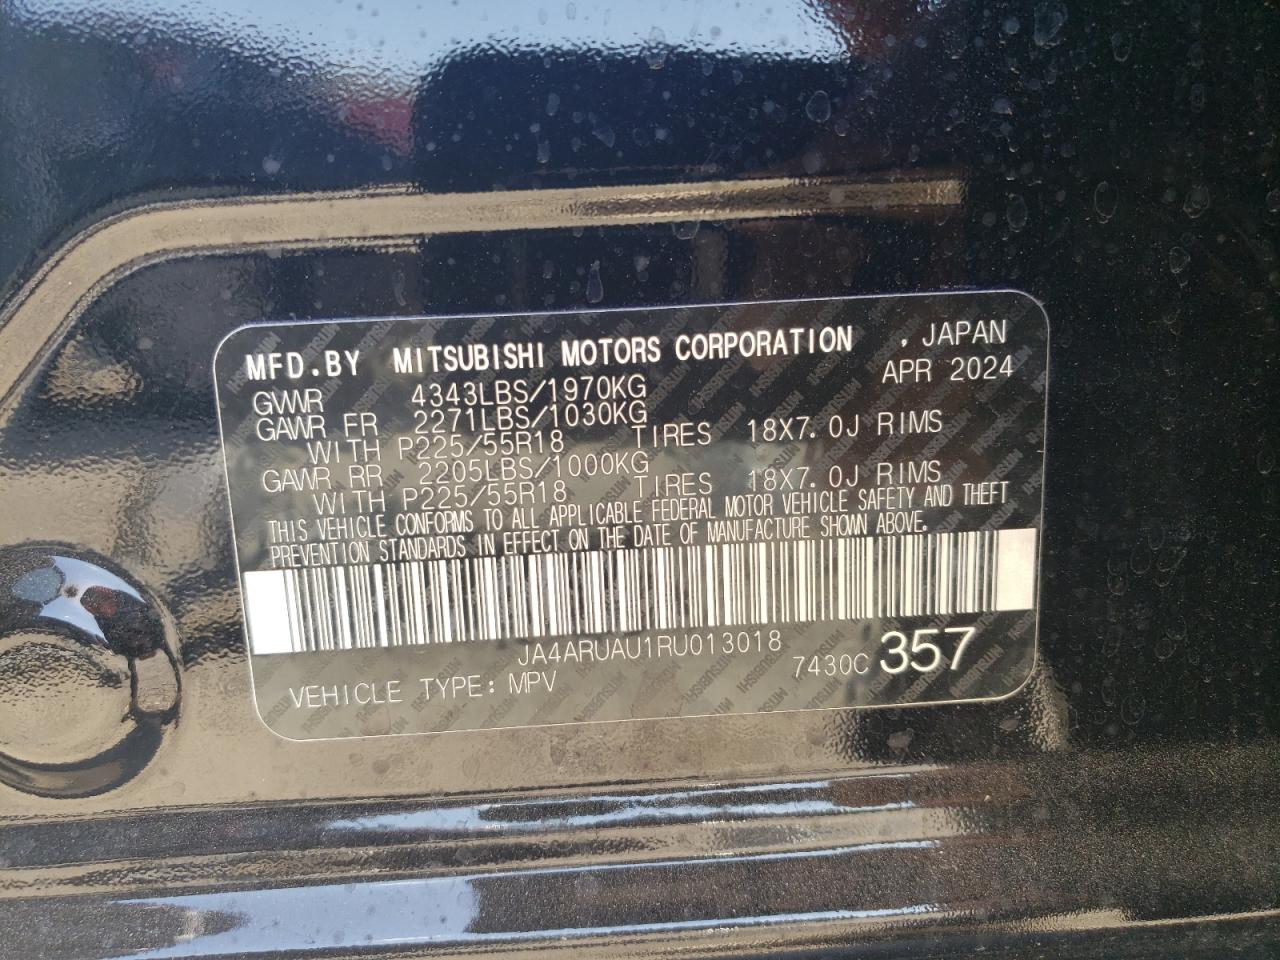 MFD.BY MITSUBISHI MOTORS CORPORATION , JAPAN
APR 2024
GVWR 4343LBS/1970KG
GAWR FR 2271LBS/1030KG
WITH P225/55R18 TIRES 18X7.0J RIMS
GAWR RR 2205LBS/1000KG
WITH P225/55R18 TIRES 18X7.0J RIMS
THIS VEHICLE CONFORMS TO ALL APPLICABLE FEDERAL MOTOR VEHICLE SAFETY AND THEFT
PREVENTION STANDARDS IN EFFECT ON THE DATE OF MANUFACTURE SHOWN ABOVE.
JA4ARUAU1RU013018
7430C 357
VEHICLE TYPE: MPV